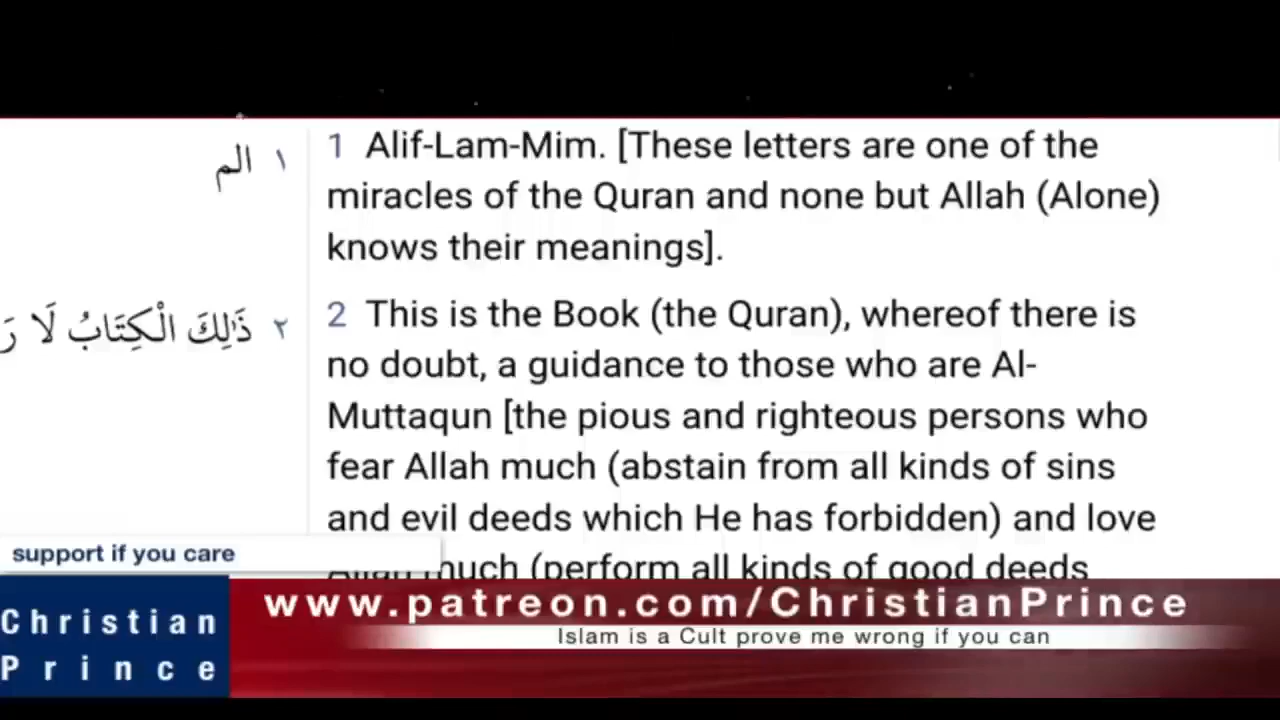 ١ الم
1 Alif-Lam-Mim. [These letters are one of the
miracles of the Quran and none but Allah (Alone)
knows their meanings].
٢ ذَٰلِكَ الْكِتَابُ لَا
2 This is the Book (the Quran), whereof there is
no doubt, a guidance to those who are Al-
Muttaqun [the pious and righteous persons who
fear Allah much (abstain from all kinds of sins
and evil deeds which He has forbidden) and love
Allah much (perform all kinds of good deeds
support if you care
Christian
Prince
www.patreon.com/ChristianPrince
Islam is a Cult prove me wrong if you can